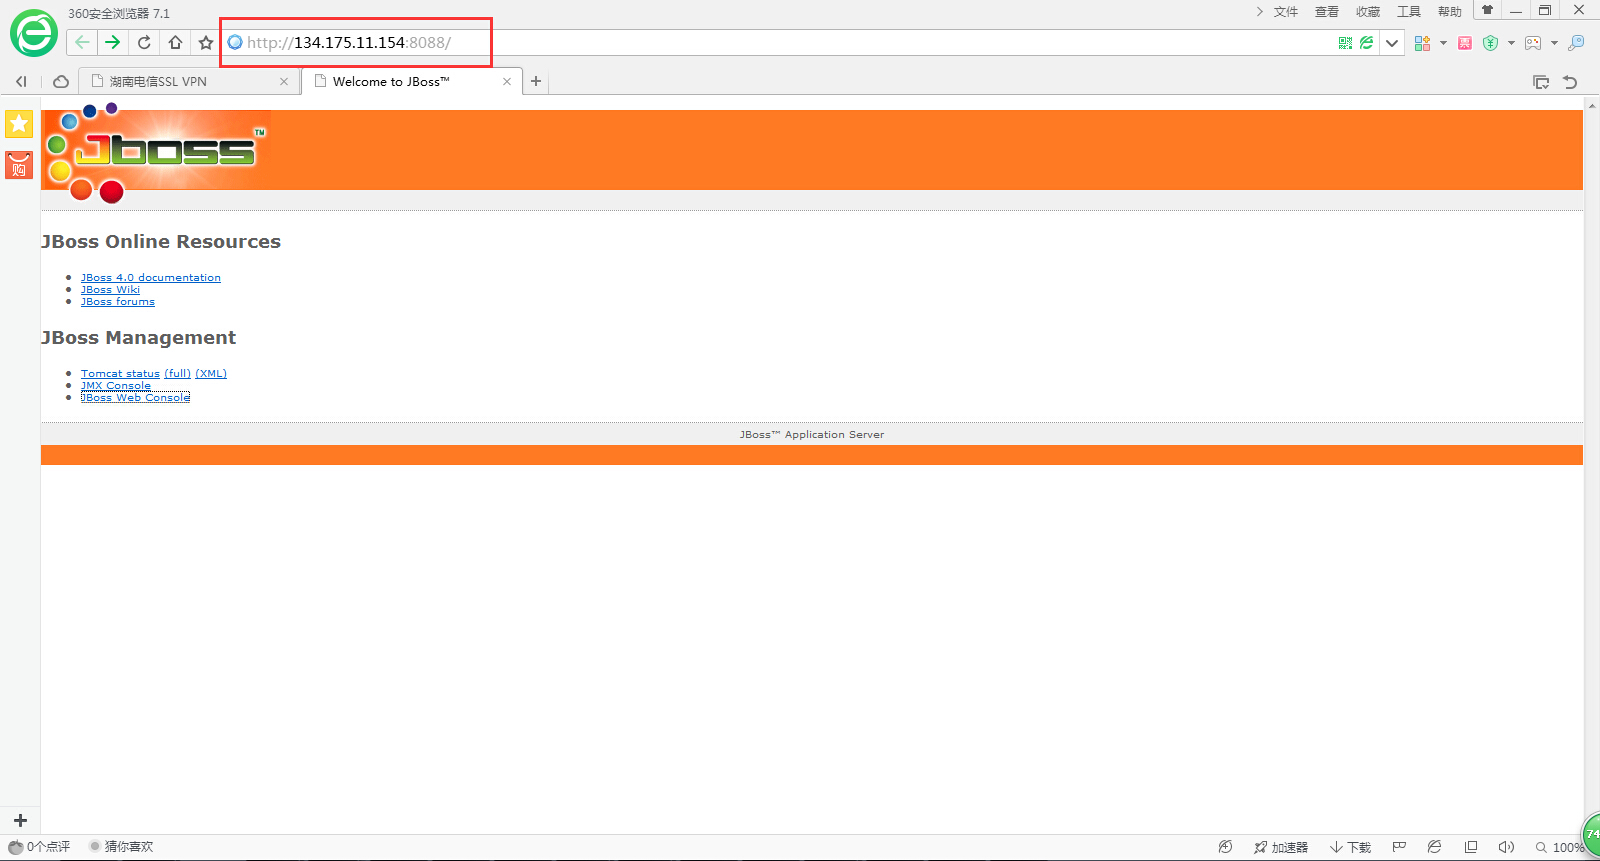 360安全浏览器 7.1
文件 查看 收藏 工具 帮助
http://134.175.11.154:8088/
湖南电信SSL VPN
Welcome to JBoss™
购
Jboss™
JBoss Online Resources
JBoss 4.0 documentation
JBoss Wiki
JBoss forums
JBoss Management
Tomcat status (full) (XML)
JMX Console
JBoss Web Console
JBoss™ Application Server
74
0个点评 猜你喜欢 加速器 下载 100%